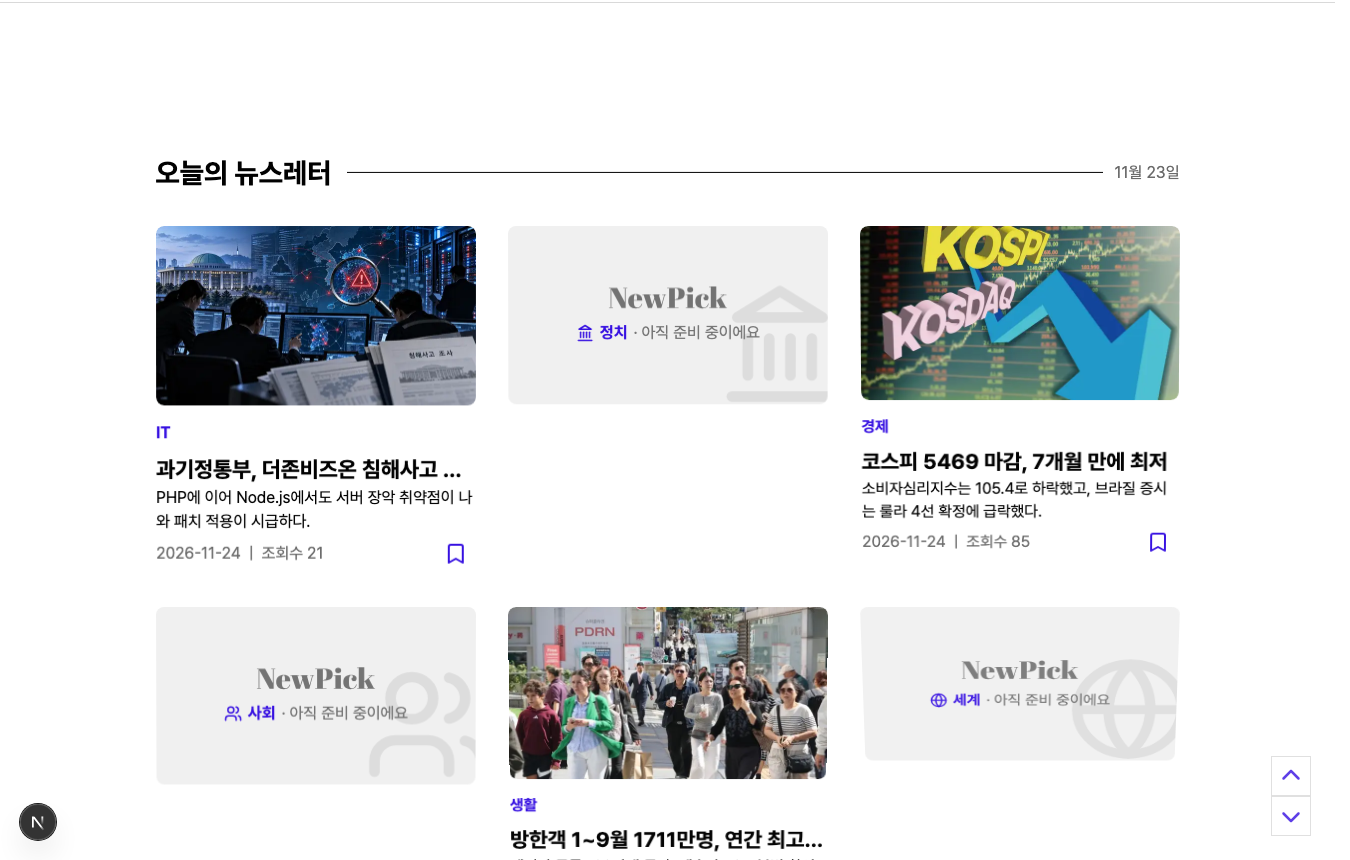 오늘의 뉴스레터
11월 23일
침해사고 조사
KOSPI
KOSDAQ
NewPick
정치 · 아직 준비 중이에요
IT
과기정통부, 더존비즈온 침해사고 ...
PHP에 이어 Node.js에서도 서버 장악 취약점이 나
와 패치 적용이 시급하다.
2026-11-24 | 조회수 21
경제
코스피 5469 마감, 7개월 만에 최저
소비자심리지수는 105.4로 하락했고, 브라질 증시
는 룰라 4선 확정에 급락했다.
2026-11-24 | 조회수 85
NewPick
사회 · 아직 준비 중이에요
PDRN
NewPick
세계 · 아직 준비 중이에요
생활
방한객 1~9월 1711만명, 연간 최고...
N